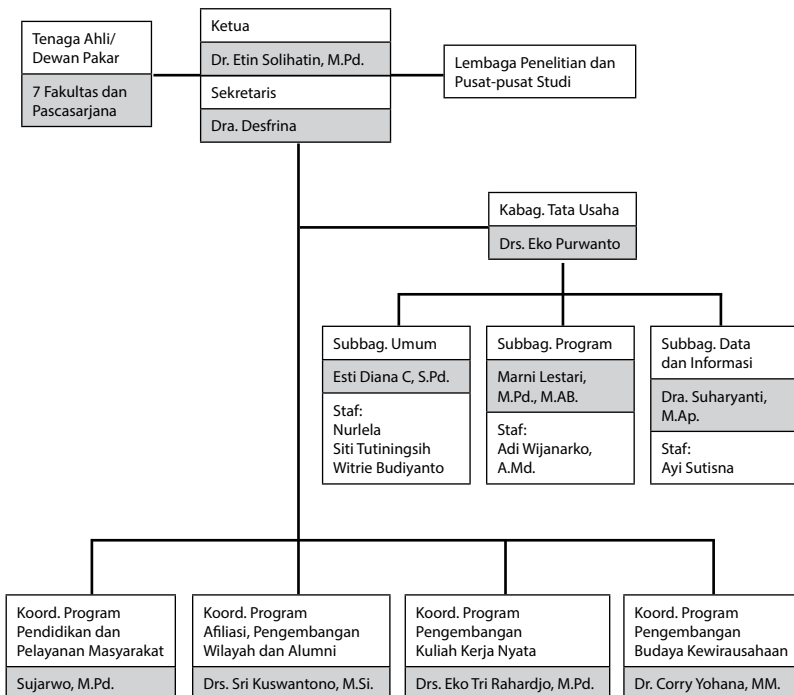 Tenaga Ahli/
Dewan Pakar
7 Fakultas dan
Pascasarjana
Ketua
Dr. Etin Solihatin, M.Pd.
Sekretaris
Dra. Desfrina
Lembaga Penelitian dan
Pusat-pusat Studi
Kabag. Tata Usaha
Drs. Eko Purwanto
Subbag. Umum
Esti Diana C, S.Pd.
Staf:
Nurlela
Siti Tutiningsih
Witrie Budiyanto
Subbag. Program
Marni Lestari,
M.Pd., M.AB.
Staf:
Adi Wijanarko,
A.Md.
Subbag. Data
dan Informasi
Dra. Suharyanti,
M.Ap.
Staf:
Ayi Sutisna
Koord. Program
Pendidikan dan
Pelayanan Masyarakat
Sujarwo, M.Pd.
Koord. Program
Afiliasi, Pengembangan
Wilayah dan Alumni
Drs. Sri Kuswantono, M.Si.
Koord. Program
Pengembangan
Kuliah Kerja Nyata
Drs. Eko Tri Rahardjo, M.Pd.
Koord. Program
Pengembangan
Budaya Kewirausahaan
Dr. Corry Yohana, MM.